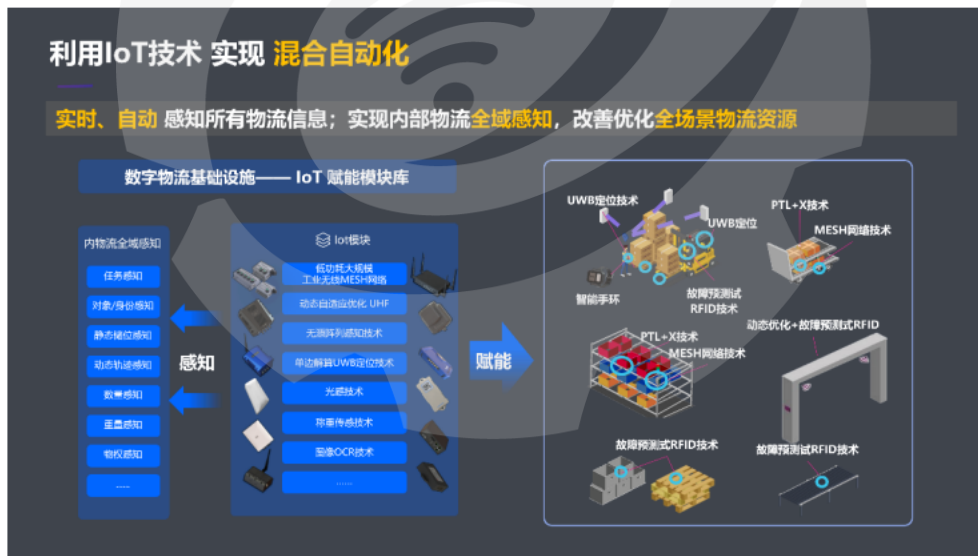 利用IoT技术 实现 混合自动化
实时、自动 感知所有物流信息；实现内部物流全域感知，改善优化全场景物流资源
数字物流基础设施—— IoT 赋能模块库
内物流全域感知
任务感知
对象/身份感知
静态储位感知
动态轨迹感知
数量感知
重量感知
物权感知
......
感知
Iot模块
低功耗大规模
工业无线MESH网络
动态自适应优化 UHF
无源阵列感知技术
单边解算UWB定位技术
光感技术
称重传感技术
图像OCR技术
......
赋能
UWB定位技术
UWB定位
智能手环
故障预测试
RFID技术
PTL+X技术
MESH网络技术
PTL+X技术
MESH网络技术
动态优化+故障预测式RFID
故障预测式RFID技术
故障预测试RFID技术